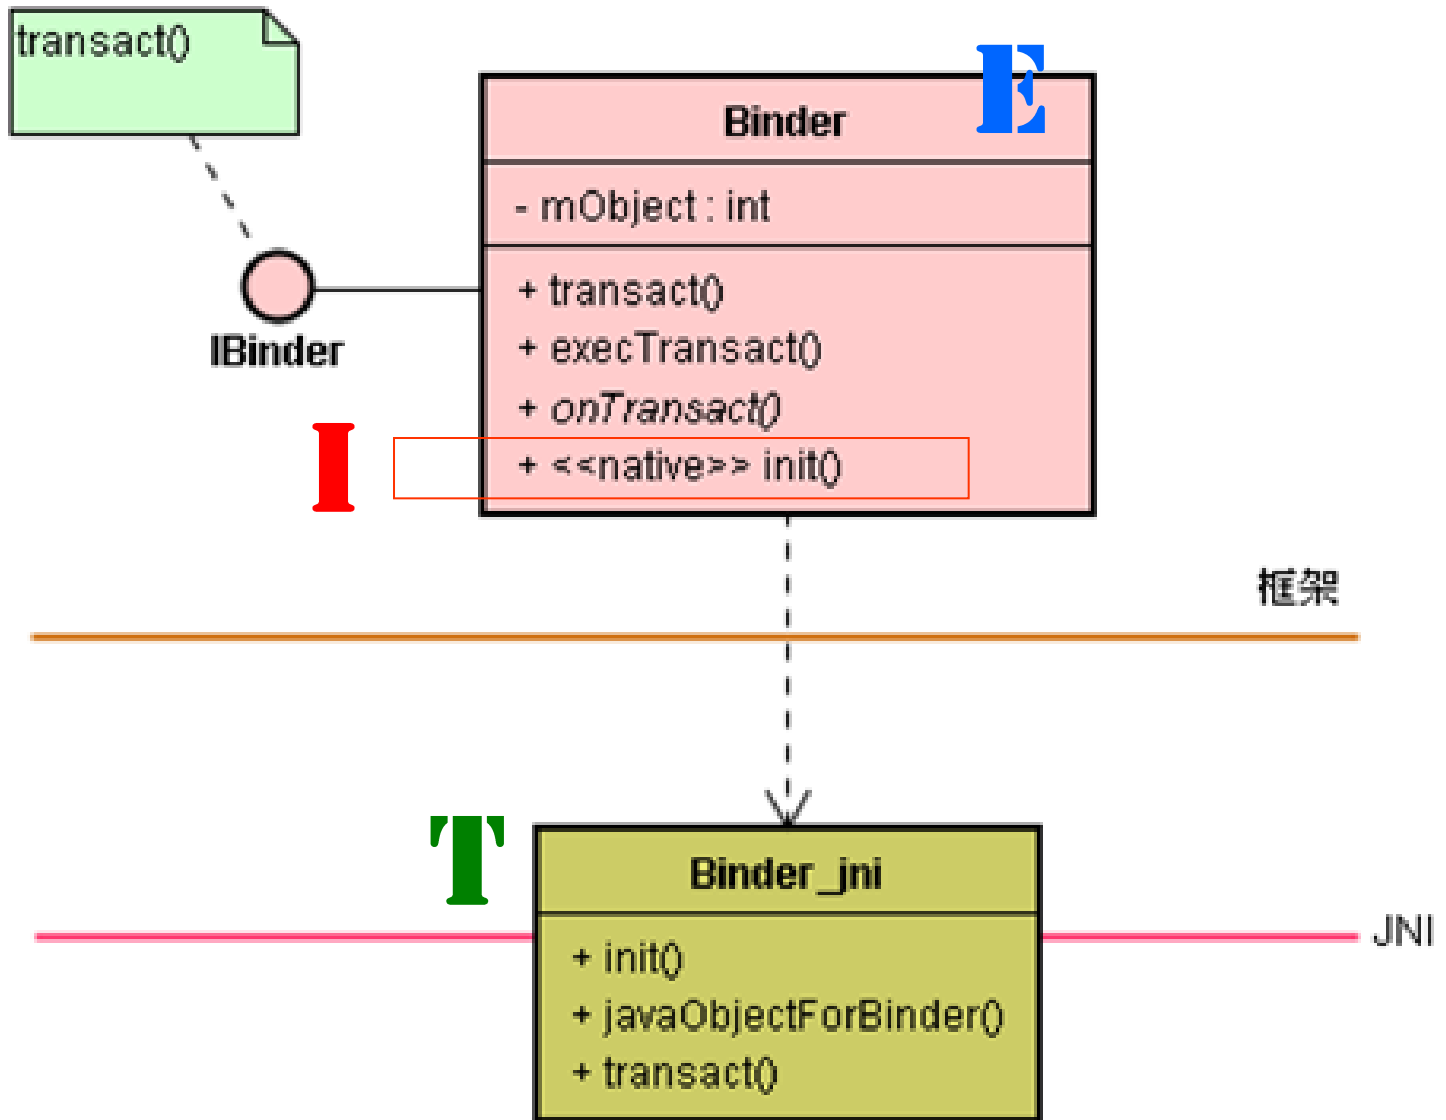 transact()
E
Binder
- mObject : int
+ transact()
+ execTransact()
+ onTransact()
+ <<native>> init()
IBinder
I
框架
T
Binder_jni
JNI
+ init()
+ javaObjectForBinder()
+ transact()